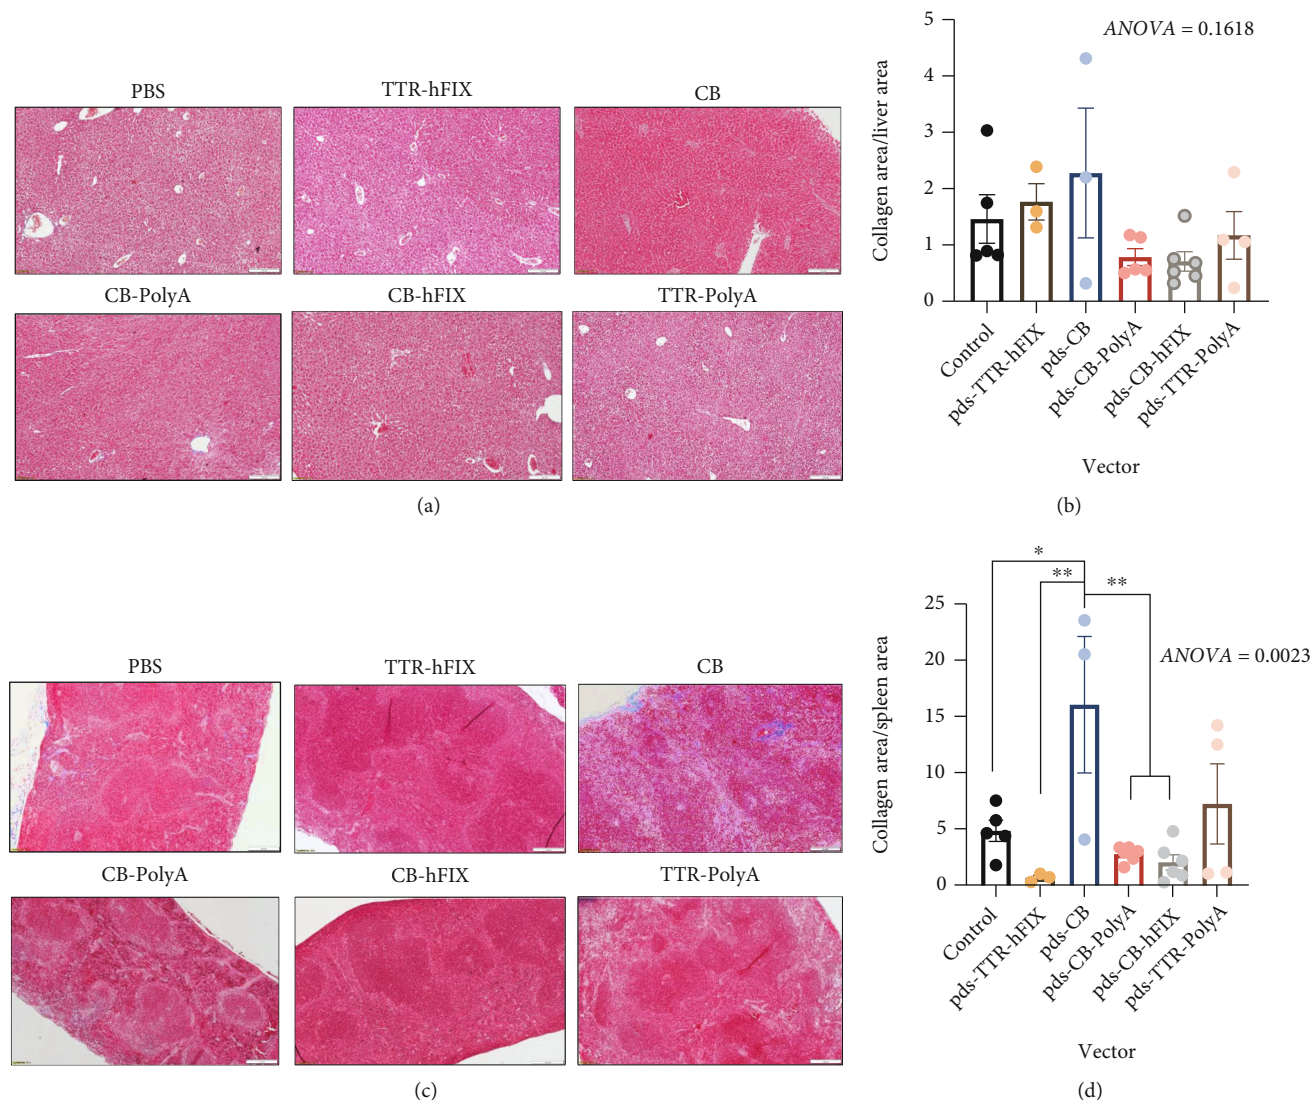 PBS
TTR-hFIX
CB
CB-PolyA
CB-hFIX
TTR-PolyA
(a)
ANOVA = 0.1618
Collagen area/liver area
5
4
3
2
1
0
Control
pds-TTR-hFIX
pds-CB
pds-CB-PolyA
pds-CB-hFIX
pds-TTR-PolyA
Vector
(b)
PBS
TTR-hFIX
CB
CB-PolyA
CB-hFIX
TTR-PolyA
(c)
*
**
**
ANOVA = 0.0023
Collagen area/spleen area
25
20
15
10
5
0
Control
pds-TTR-hFIX
pds-CB
pds-CB-PolyA
pds-CB-hFIX
pds-TTR-PolyA
Vector
(d)